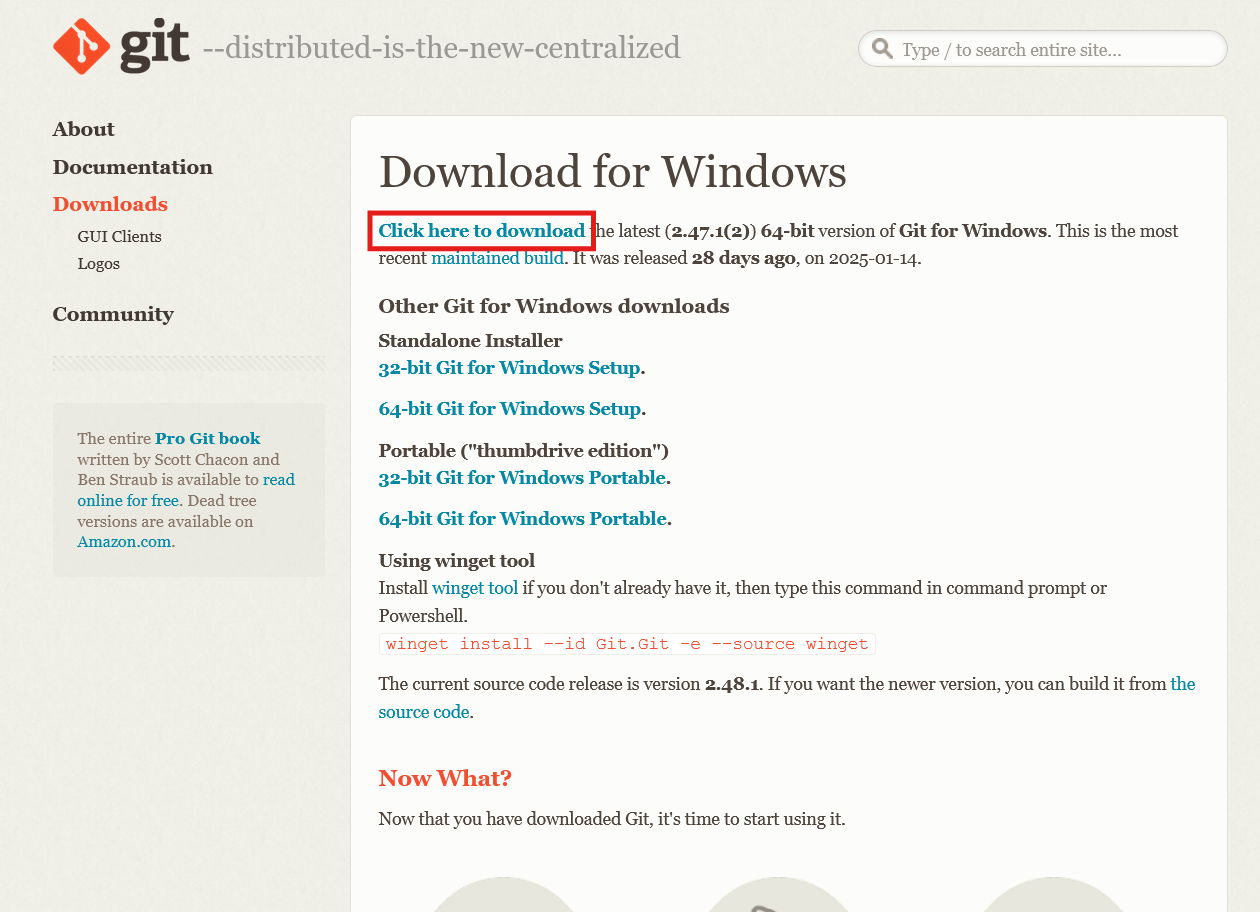 git --distributed-is-the-new-centralized
Type / to search entire site...
About
Documentation
Downloads
GUI Clients
Logos
Community
The entire Pro Git book
written by Scott Chacon and
Ben Straub is available to read
online for free. Dead tree
versions are available on
Amazon.com.
Download for Windows
Click here to download the latest (2.47.1(2)) 64-bit version of Git for Windows. This is the most
recent maintained build. It was released 28 days ago, on 2025-01-14.
Other Git for Windows downloads
Standalone Installer
32-bit Git for Windows Setup.
64-bit Git for Windows Setup.
Portable ("thumbdrive edition")
32-bit Git for Windows Portable.
64-bit Git for Windows Portable.
Using winget tool
Install winget tool if you don't already have it, then type this command in command prompt or
Powershell.
winget install --id Git.Git -e --source winget
The current source code release is version 2.48.1. If you want the newer version, you can build it from the
source code.
Now What?
Now that you have downloaded Git, it's time to start using it.